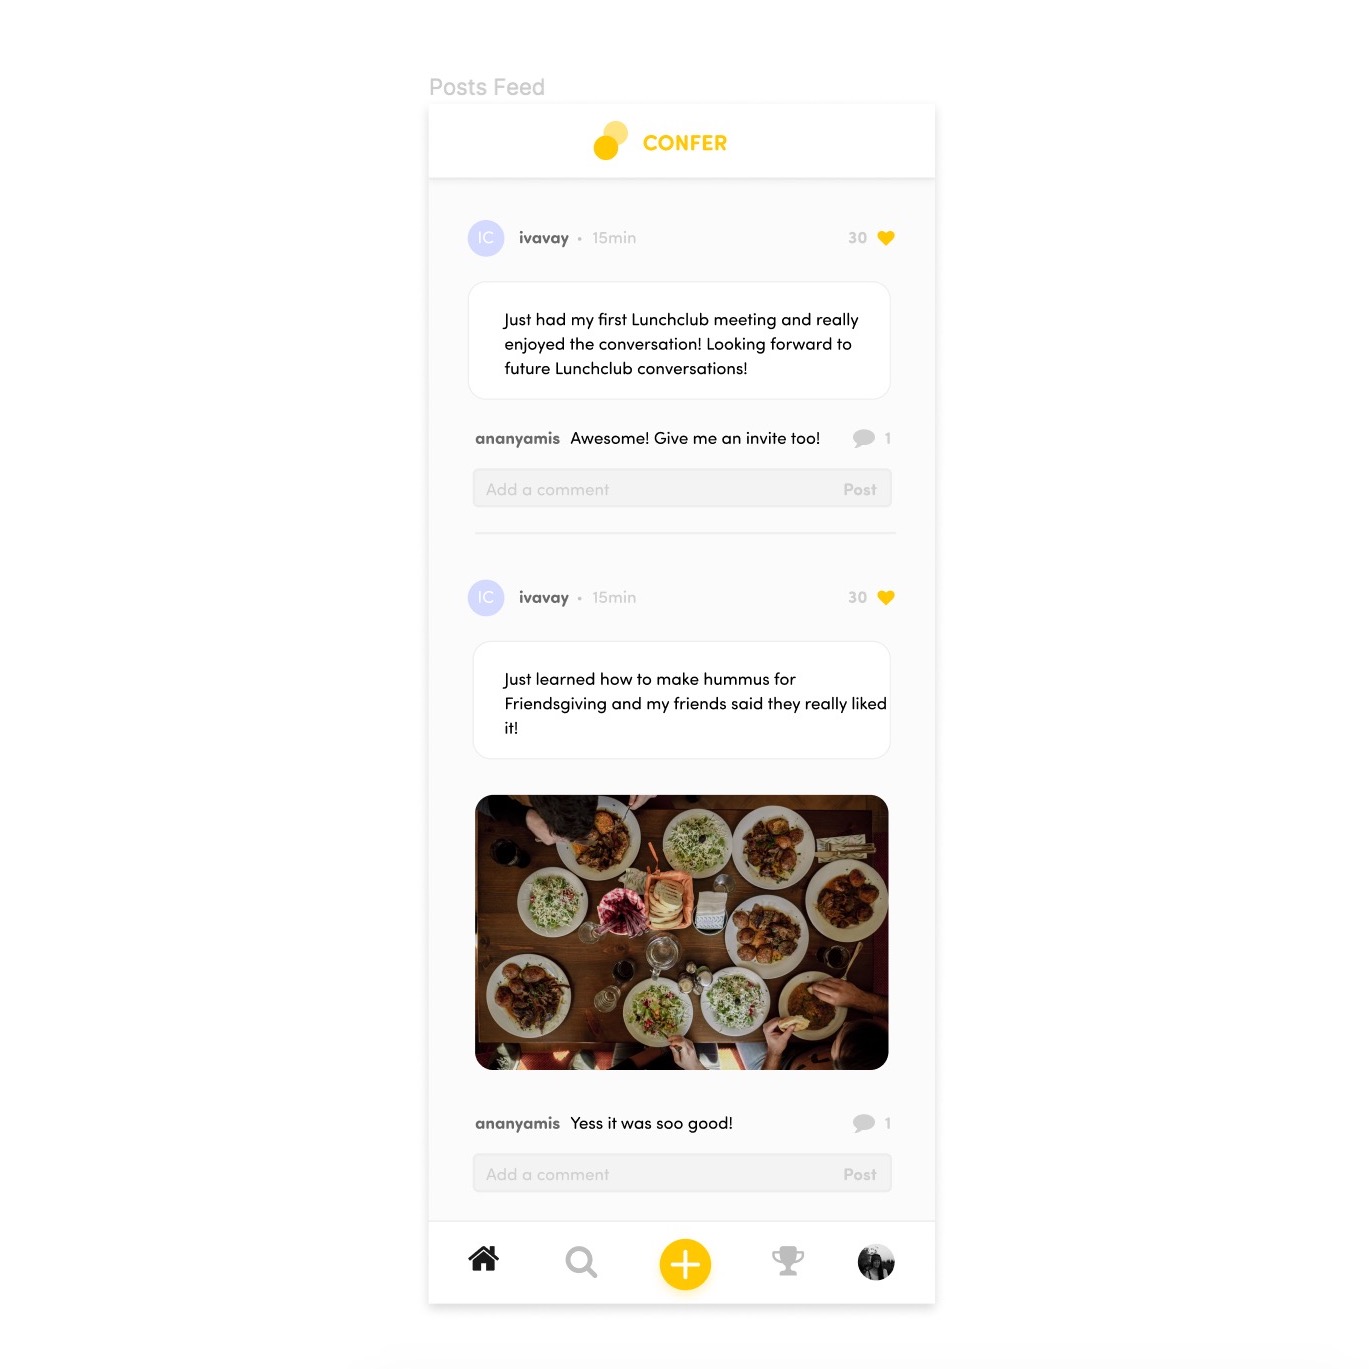 Posts Feed
CONFER
IC ivavay • 15min 30
Just had my first Lunchclub meeting and really
enjoyed the conversation! Looking forward to
future Lunchclub conversations!
ananyamis Awesome! Give me an invite too! 1
Add a comment Post
IC ivavay • 15min 30
Just learned how to make hummus for
Friendsgiving and my friends said they really liked
it!
ananyamis Yess it was soo good! 1
Add a comment Post